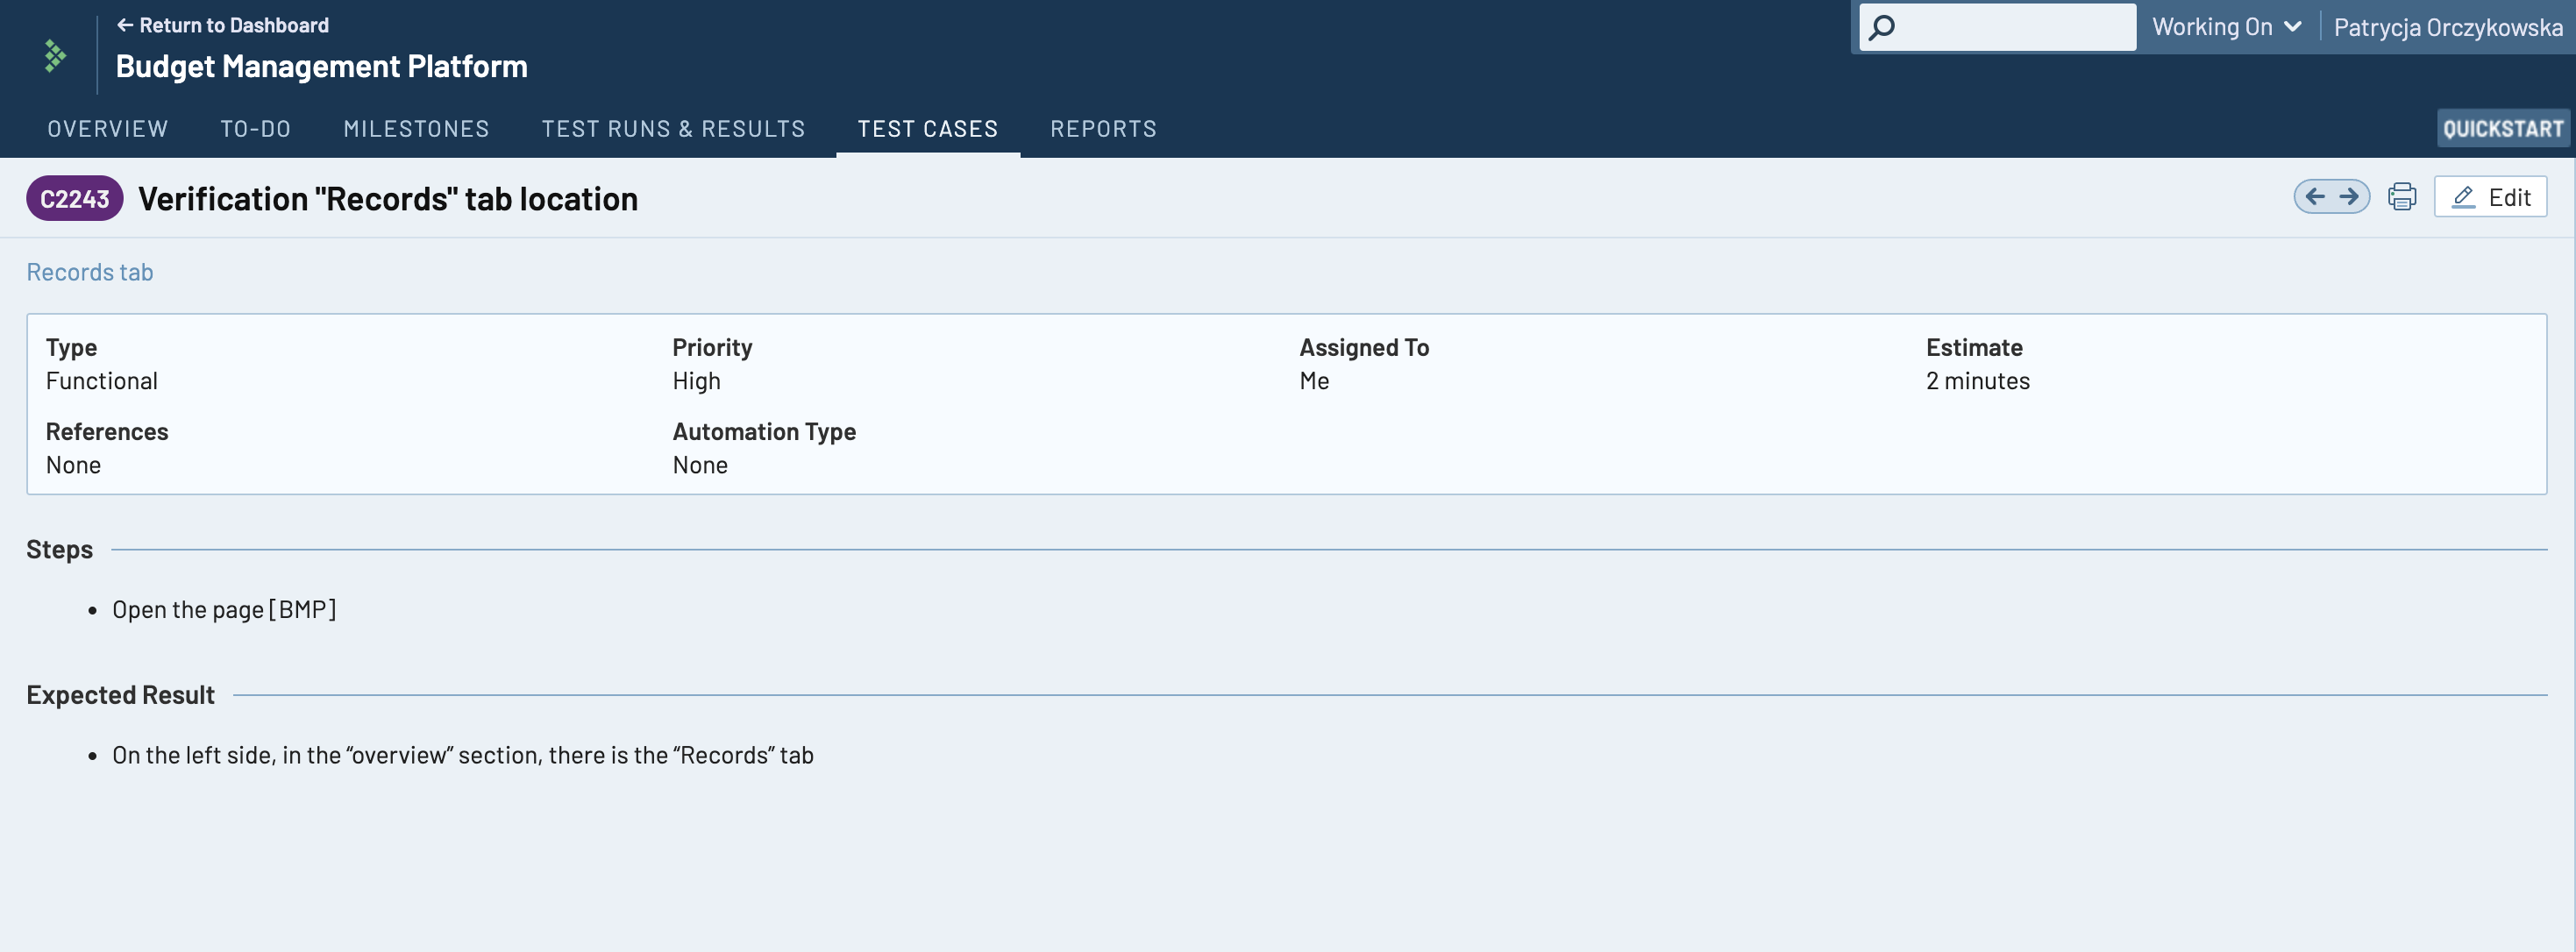 ← Return to Dashboard
Working On
Patrycja Orczykowska
Budget Management Platform
OVERVIEW TO-DO MILESTONES TEST RUNS & RESULTS TEST CASES REPORTS QUICKSTART
C2243 Verification "Records" tab location Edit
Records tab
Type Priority Assigned To Estimate
Functional High Me 2 minutes
References Automation Type
None None
Steps
• Open the page [BMP]
Expected Result
• On the left side, in the “overview” section, there is the “Records” tab